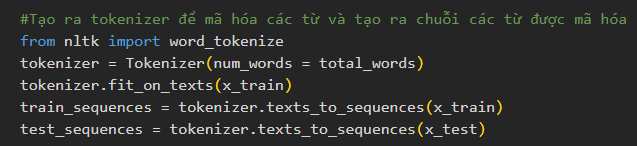 #Tạo ra tokenizer để mã hóa các từ và tạo ra chuỗi các từ được mã hóa
from nltk import word_tokenize
tokenizer = Tokenizer(num_words = total_words)
tokenizer.fit_on_texts(x_train)
train_sequences = tokenizer.texts_to_sequences(x_train)
test_sequences = tokenizer.texts_to_sequences(x_test)